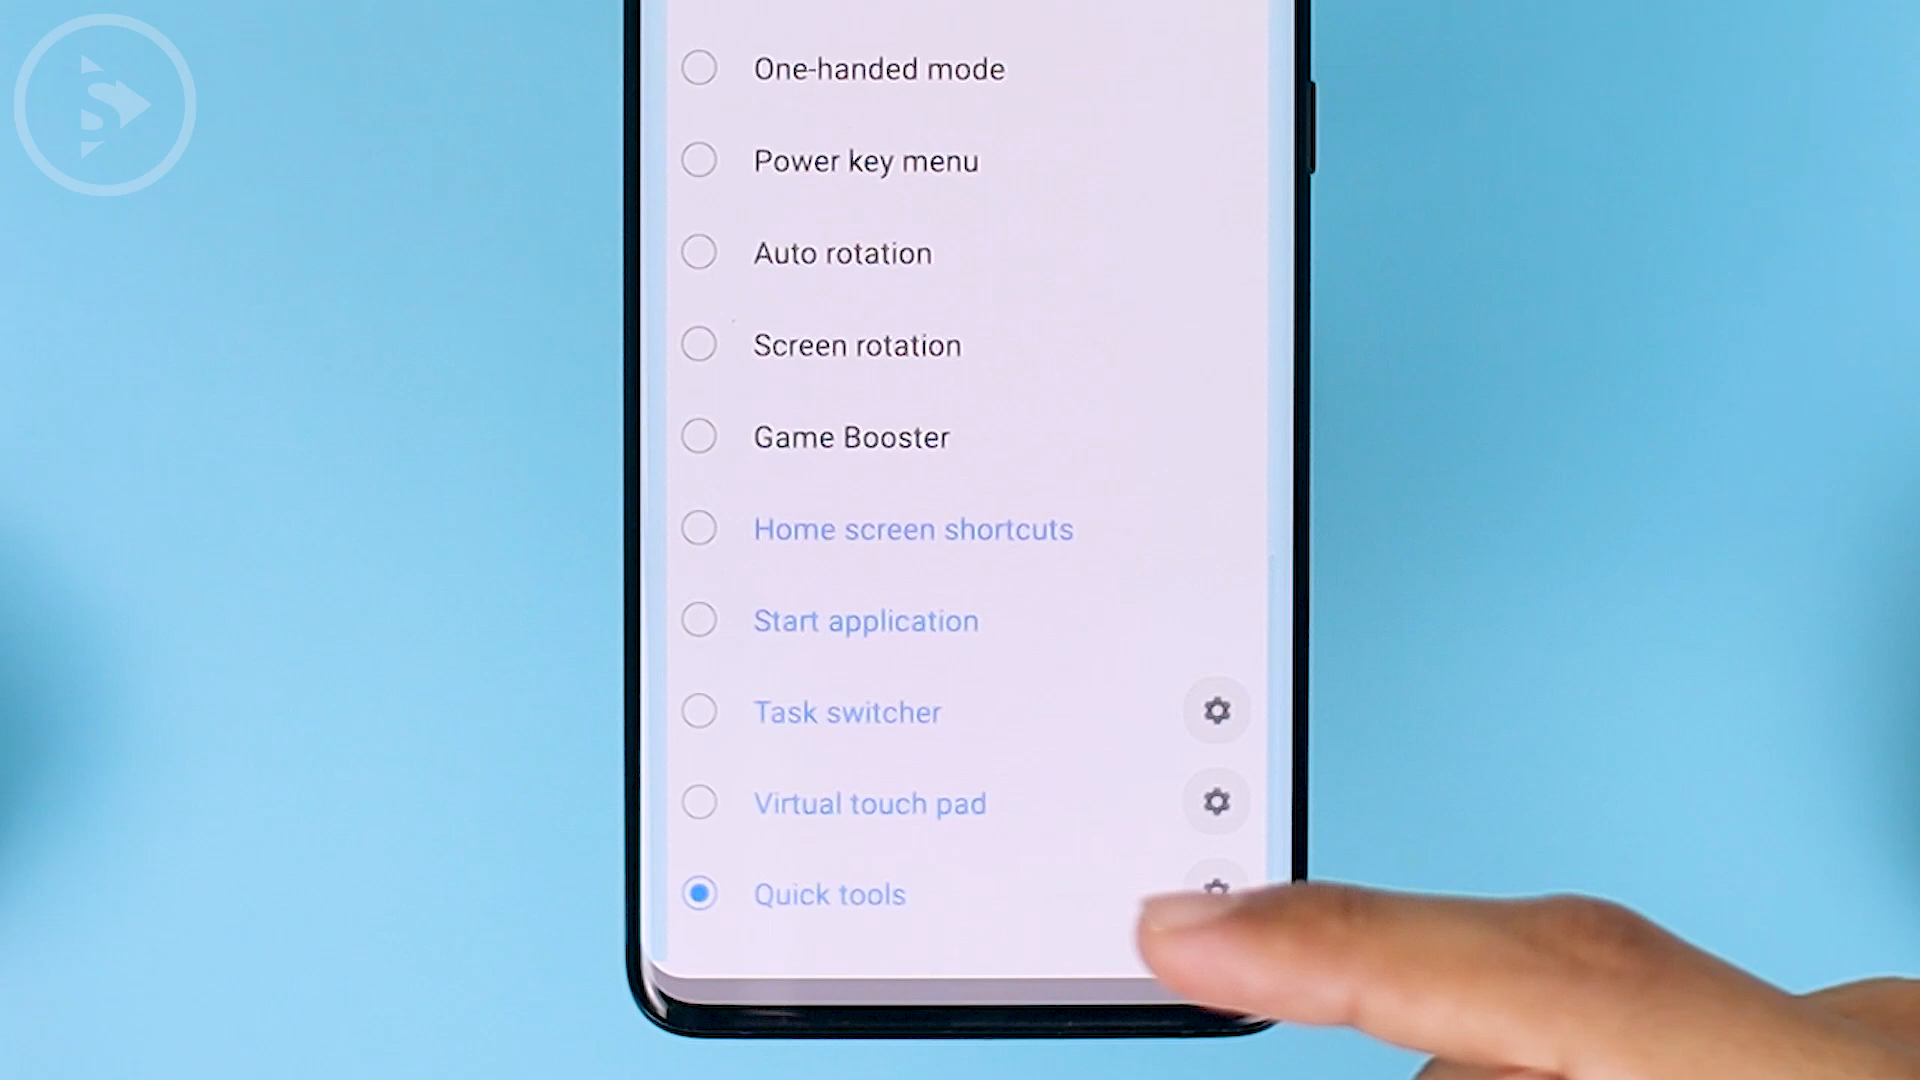 S
One-handed mode
Power key menu
Auto rotation
Screen rotation
Game Booster
Home screen shortcuts
Start application
Task switcher
Virtual touch pad
Quick tools